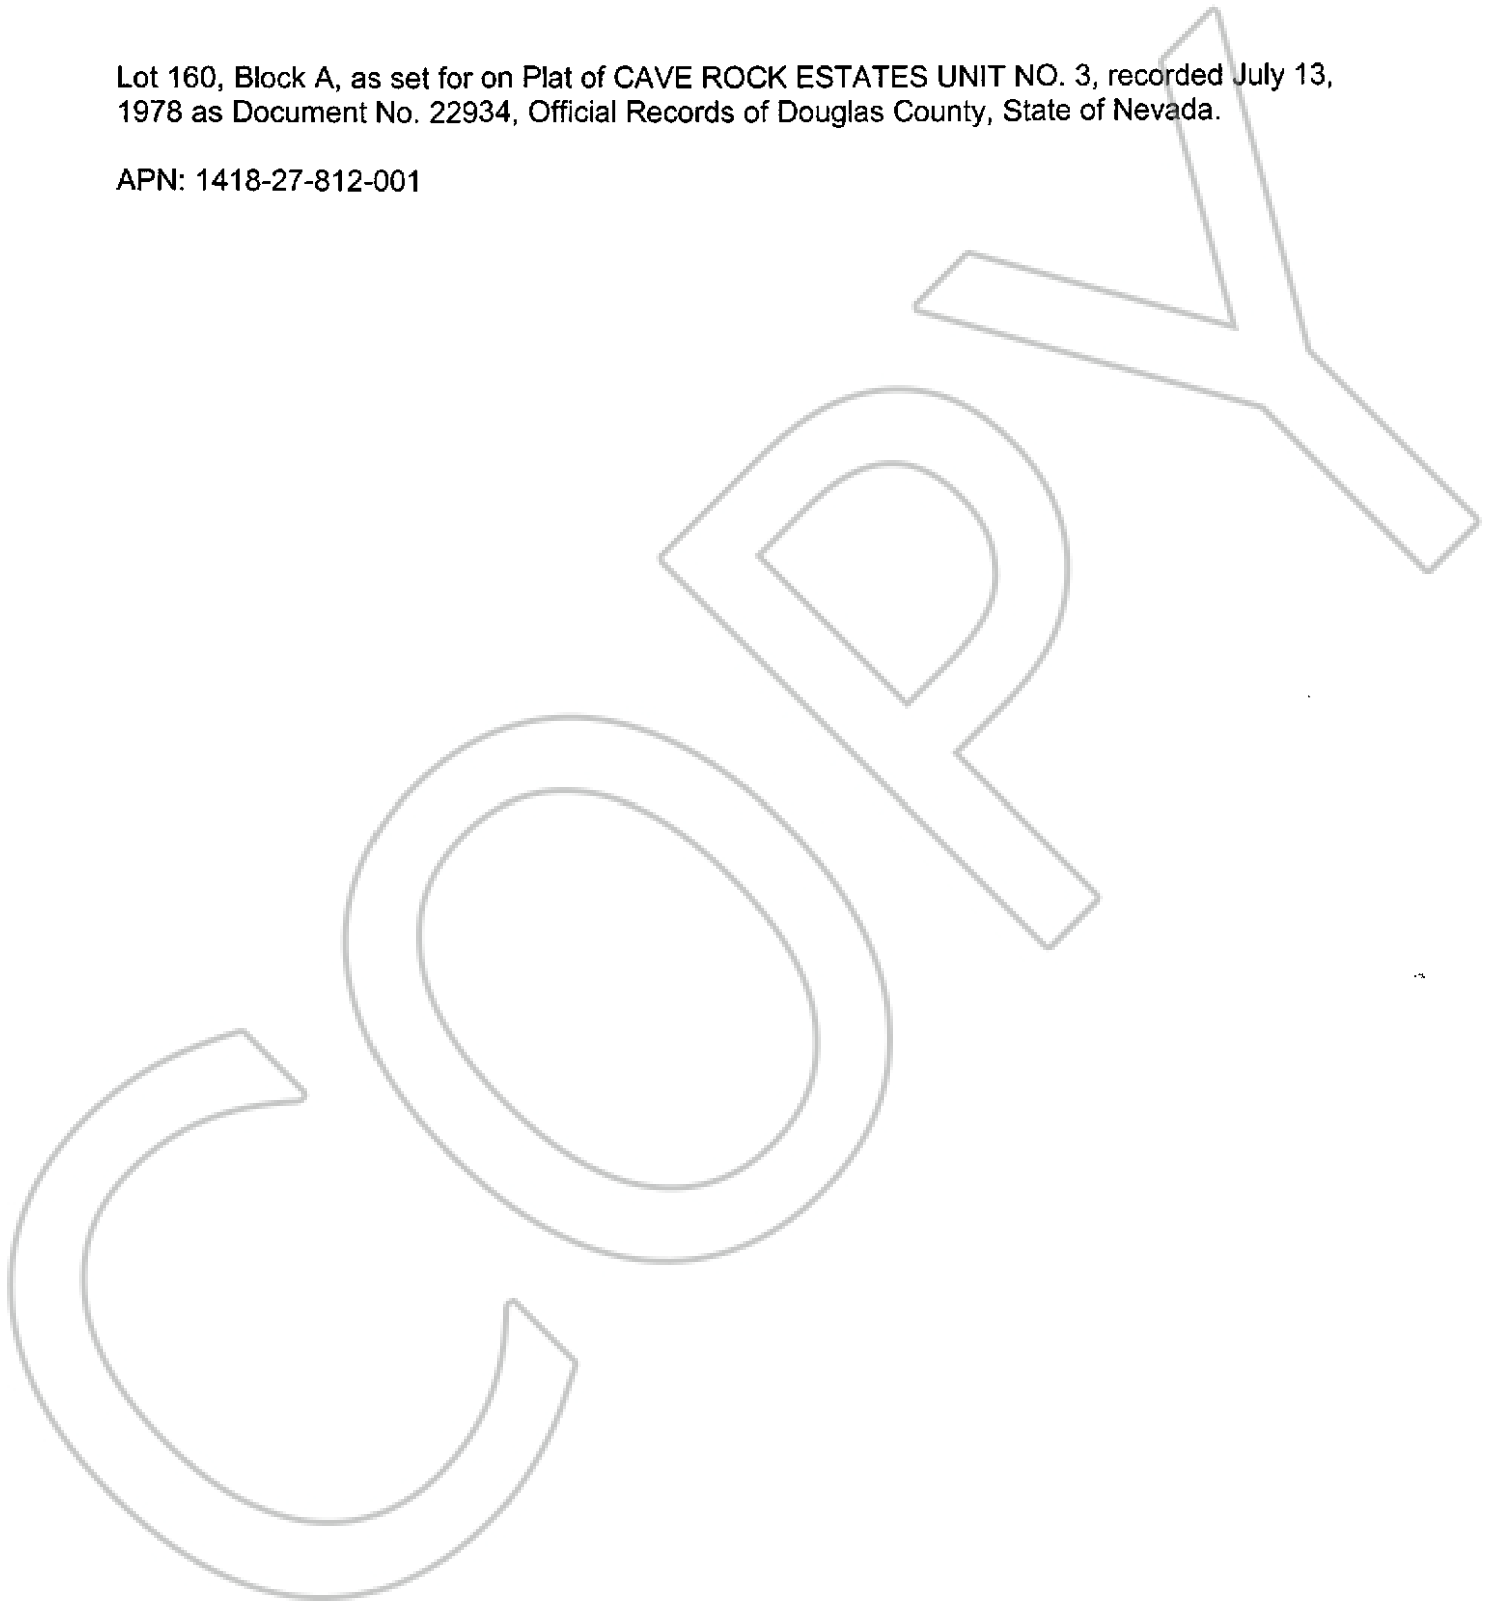 Lot 160, Block A, as set for on Plat of CAVE ROCK ESTATES UNIT NO. 3, recorded July 13,
1978 as Document No. 22934, Official Records of Douglas County, State of Nevada.
APN: 1418-27-812-001
COPY